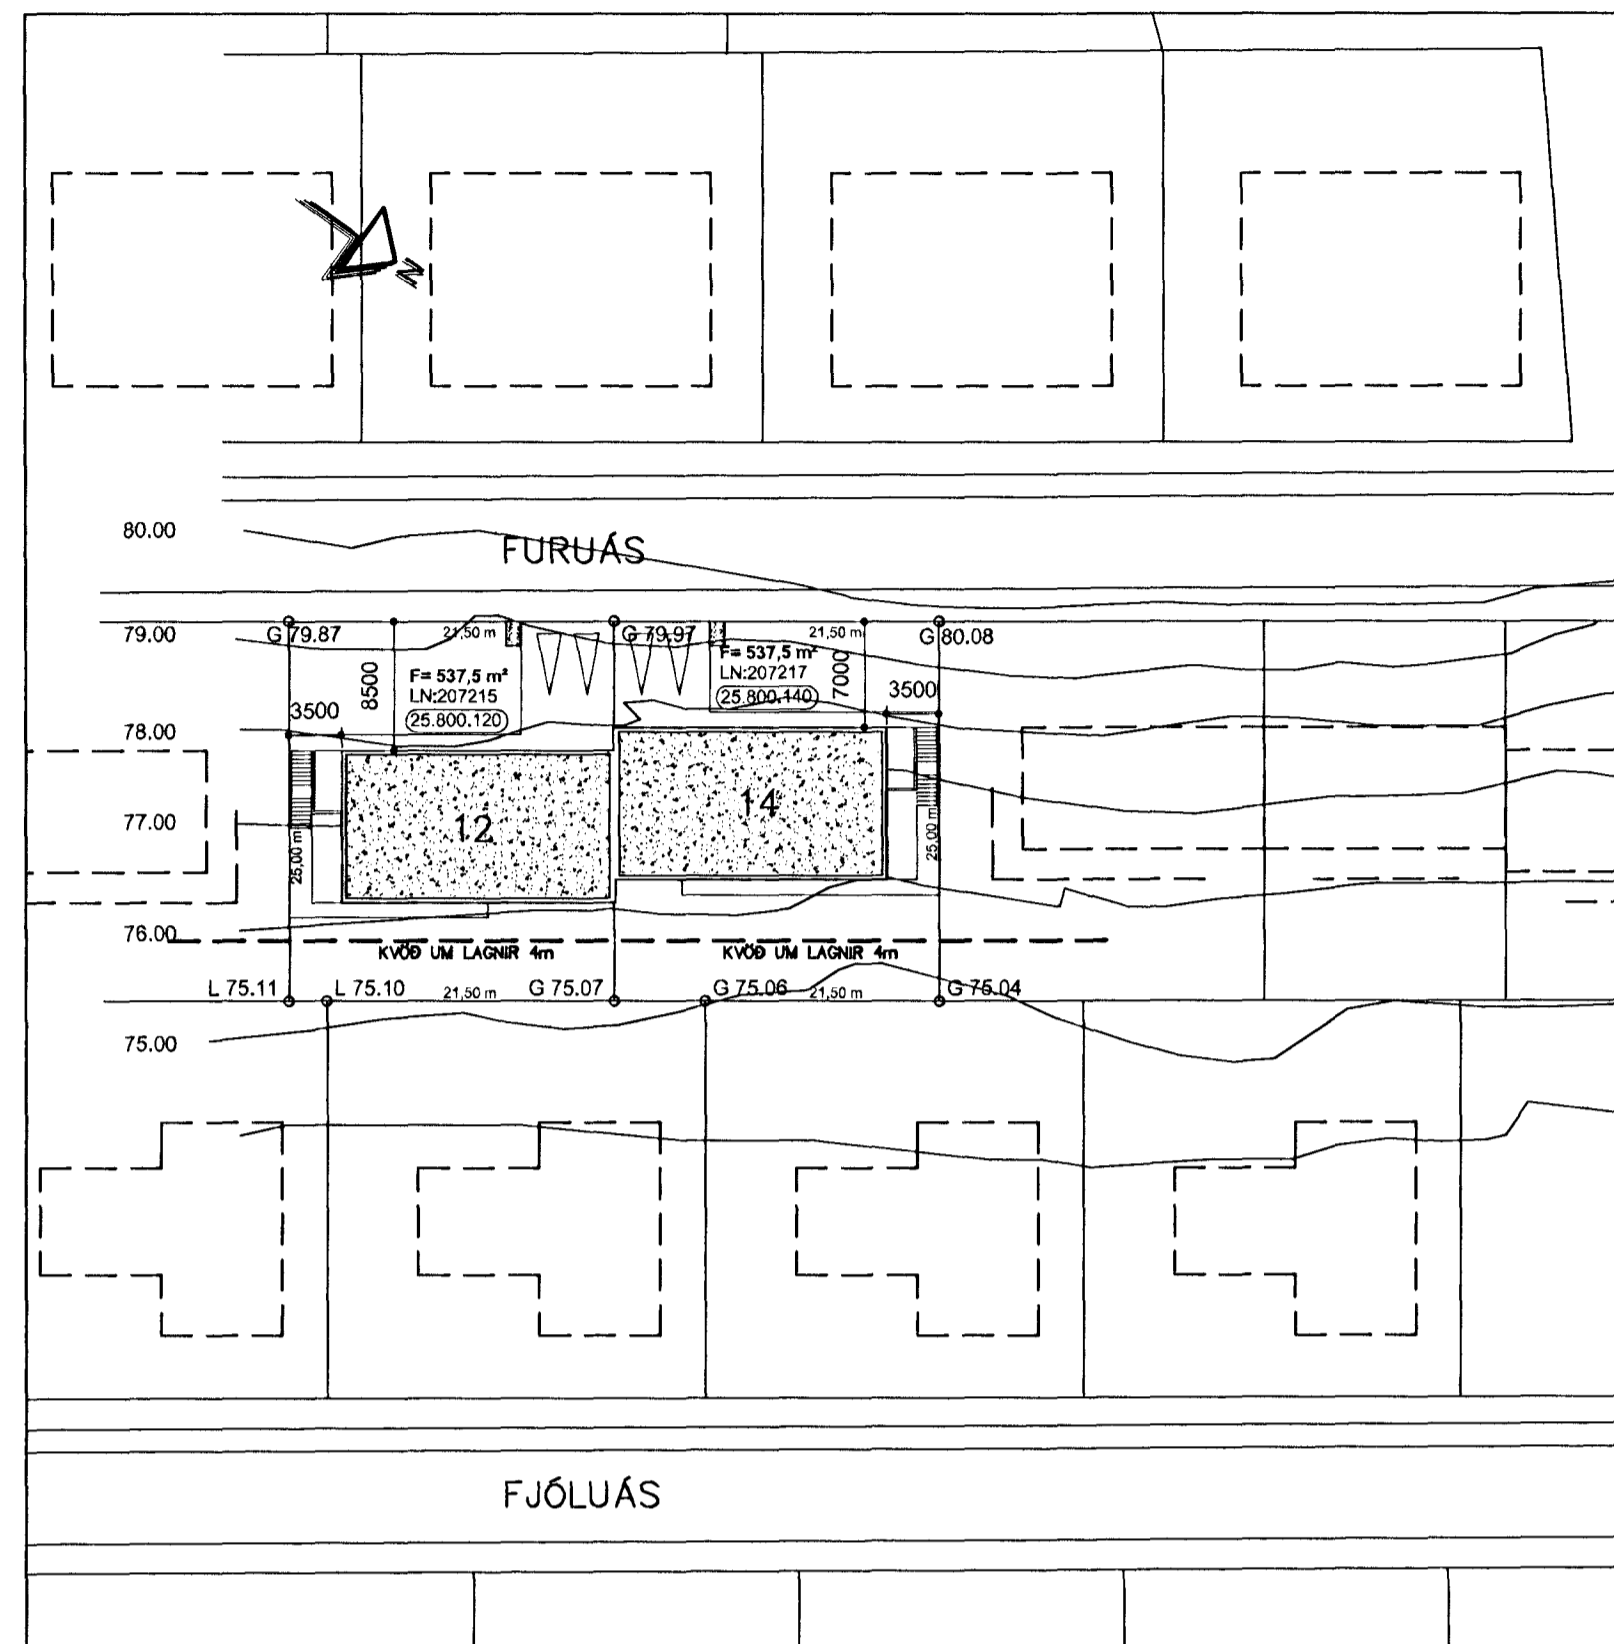 N
80.00
FURUÁS
79.00
G 79.87
21,50 m
G 79.97
21,50 m
G 80.08
8500
F= 537,5 m²
LN:207215
25.800.120
F= 537,5 m²
LN:207217
25.800.140
7000
3500
3500
78.00
77.00
12
14
25,00 m
25,00 m
76.00
KVÖÐ UM LAGNIR 4m
KVÖÐ UM LAGNIR 4m
L 75.11
L 75.10
21,50 m
G 75.07
G 75.06
21,50 m
G 75.04
75.00
FJÓLUÁS